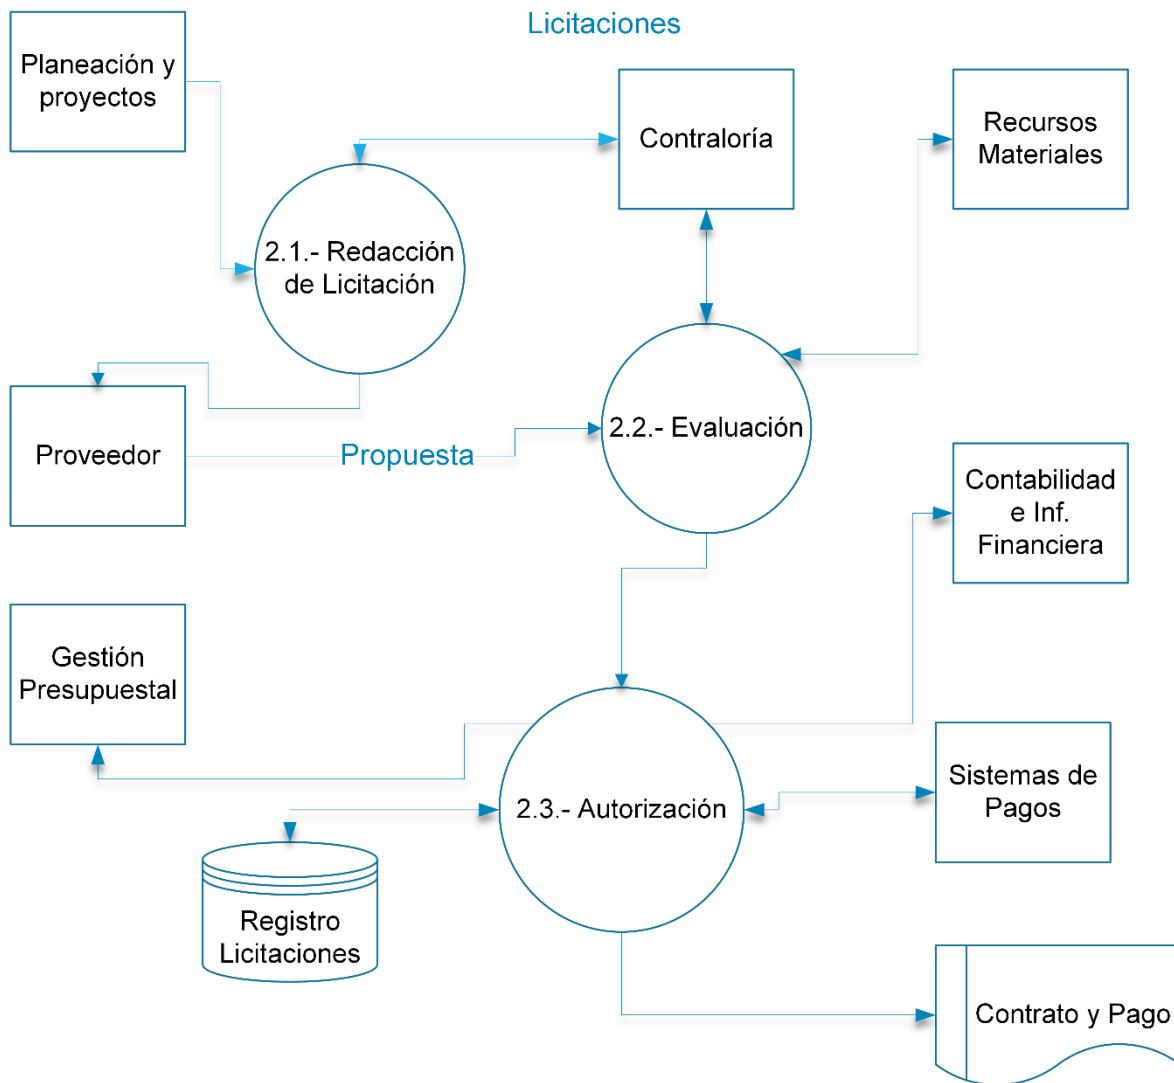 Licitaciones
Planeación y
proyectos
Contraloría
Recursos
Materiales
2.1.- Redacción
de Licitación
Proveedor
Propuesta
2.2.- Evaluación
Contabilidad
e Inf.
Financiera
Gestión
Presupuestal
2.3.- Autorización
Sistemas de
Pagos
Registro
Licitaciones
Contrato y Pago